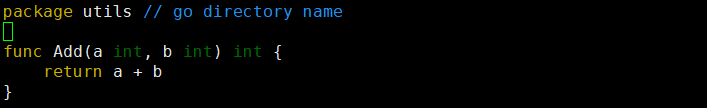 package utils // go directory name
func Add(a int, b int) int {
    return a + b
}